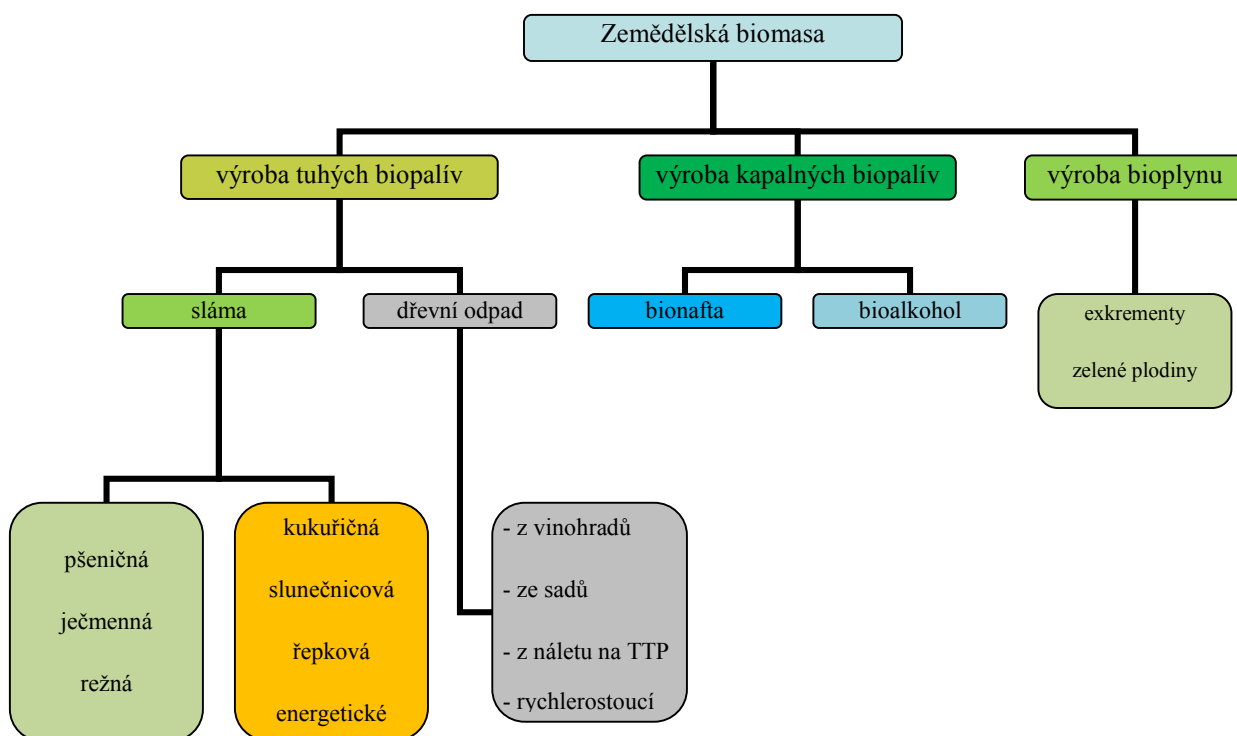 Zemědělská biomasa
výroba tuhých biopalív
výroba kapalných biopalív
výroba bioplynu
sláma
dřevní odpad
bionafta
bioalkohol
exkrementy
zelené plodiny
pšeničná
ječmenná
režná
kukuřičná
slunečnicová
řepková
energetické
- z vinohradů
- ze sadů
- z náletu na TTP
- rychlerostoucí